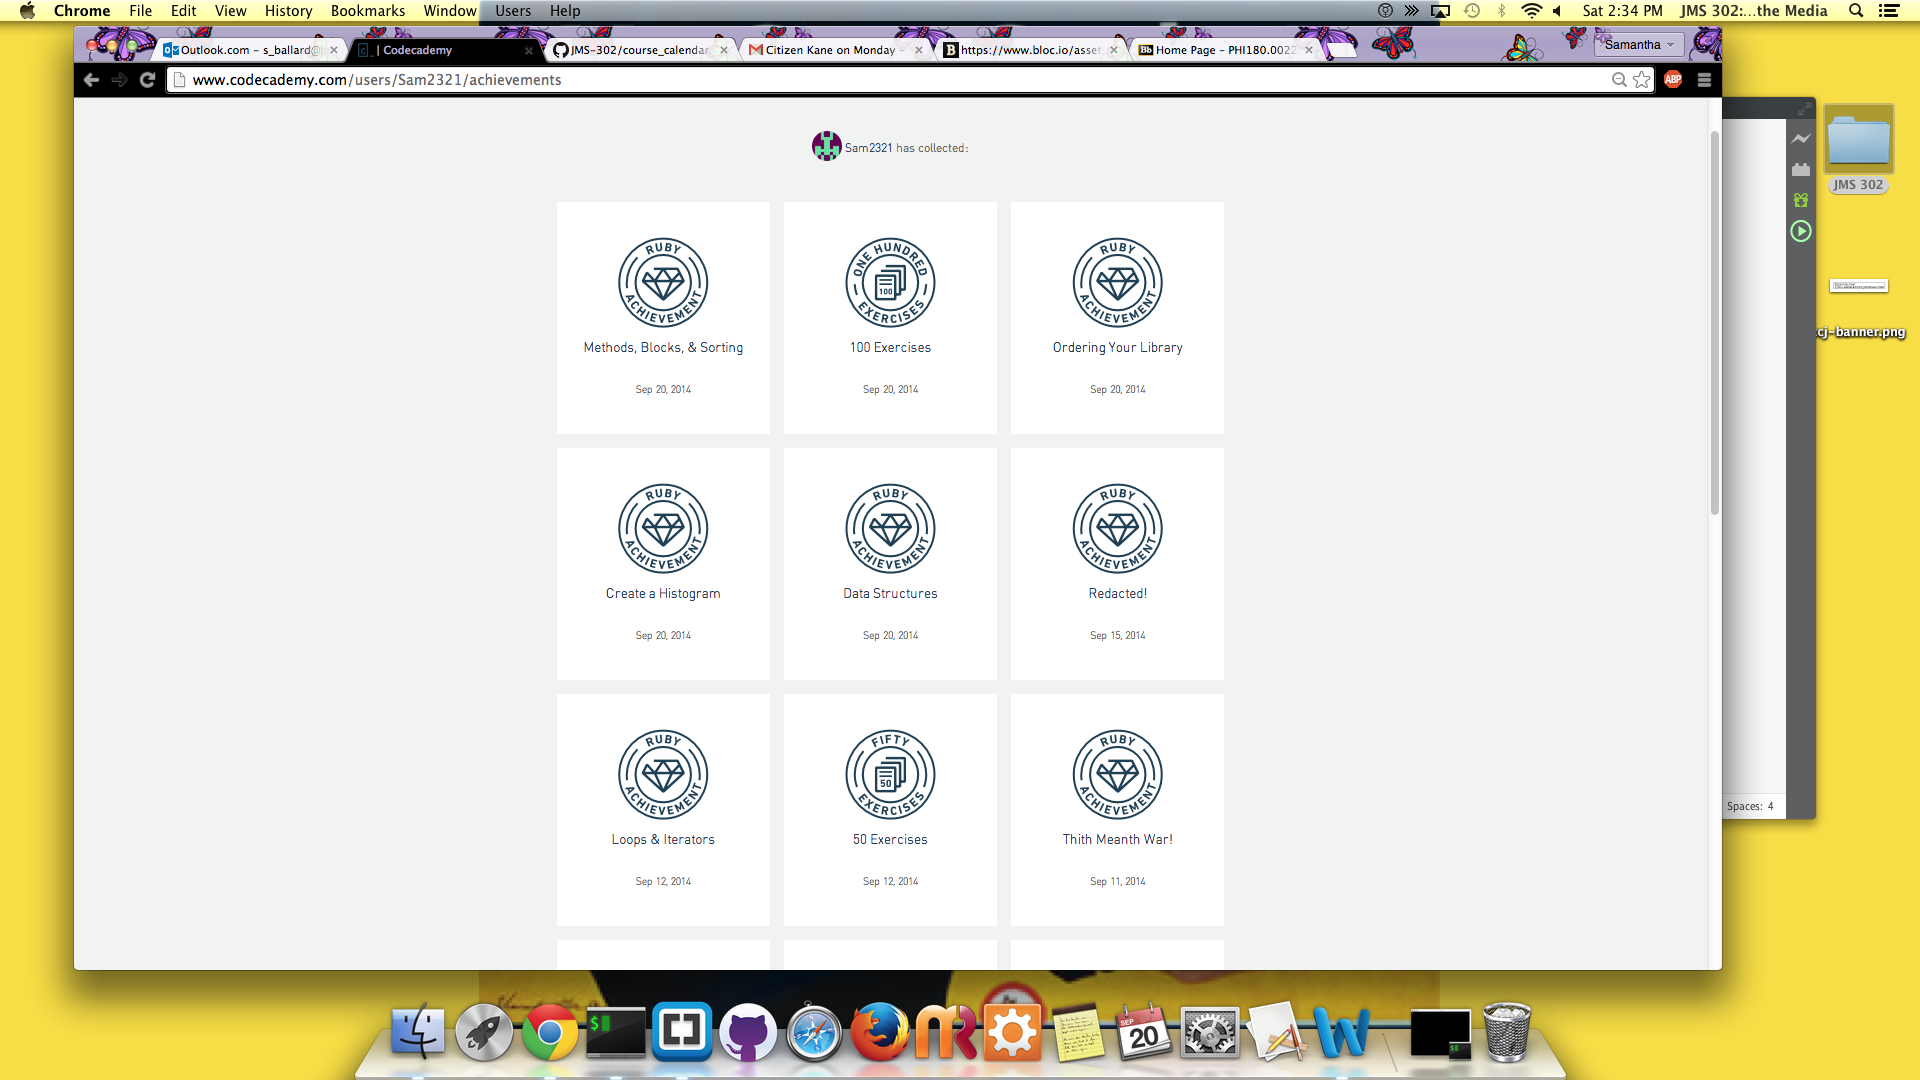 Chrome File Edit View History Bookmarks Window Users Help Sat 2:34 PM JMS 302:...the Media
Outlook.com – s_ballard@ | Codecademy JMS-302/course_calendar. Citizen Kane on Monday https://www.bloc.io/asset Home Page – PHI180.0022 Samantha
www.codecademy.com/users/Sam2321/achievements ABP
Sam2321 has collected:
RUBY ACHIEVEMENT
Methods, Blocks, & Sorting
Sep 20, 2014
ONE HUNDRED EXERCISES
100
100 Exercises
Sep 20, 2014
RUBY ACHIEVEMENT
Ordering Your Library
Sep 20, 2014
RUBY ACHIEVEMENT
Create a Histogram
Sep 20, 2014
RUBY ACHIEVEMENT
Data Structures
Sep 20, 2014
RUBY ACHIEVEMENT
Redacted!
Sep 15, 2014
RUBY ACHIEVEMENT
Loops & Iterators
Sep 12, 2014
FIFTY EXERCISES
50
50 Exercises
Sep 12, 2014
RUBY ACHIEVEMENT
Thith Meanth War!
Sep 11, 2014
JMS 302
cj-banner.png
Spaces: 4
SEP
20